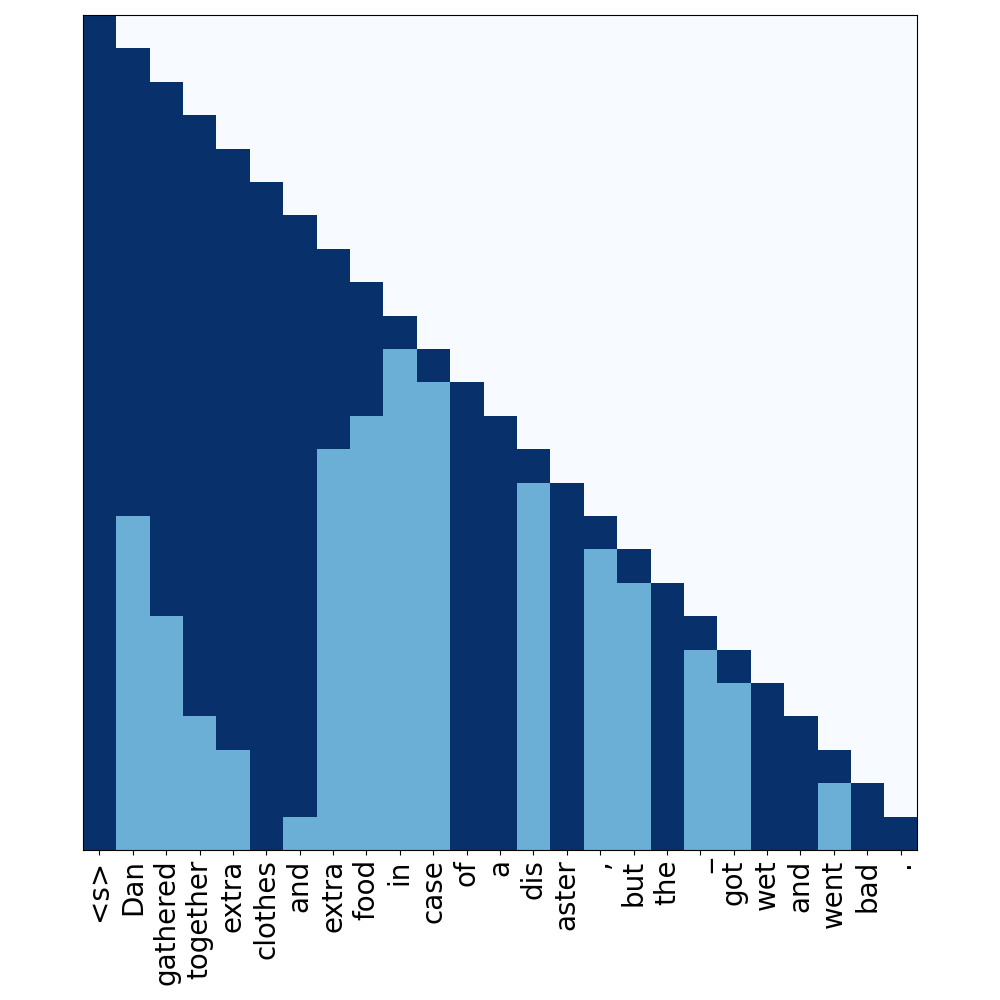 <s>
Dan
gathered
together
extra
clothes
and
extra
food
in
case
of
a
dis
aster
,
but
the
_
got
wet
and
went
bad
.